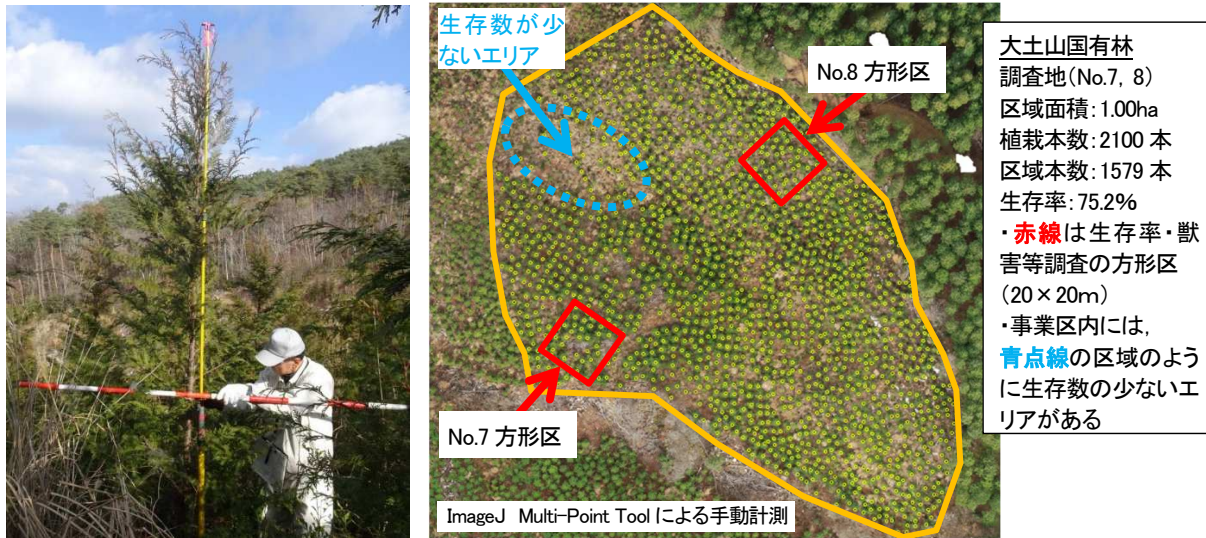 生存数が少
ないエリア
No.8 方形区
No.7 方形区
ImageJ Multi-Point Tool による手動計測
大土山国有林
調査地(No.7, 8)
区域面積:1.00ha
植栽本数:2100 本
区域本数:1579 本
生存率:75.2%
・赤線は生存率・獣
害等調査の方形区
(20×20m)
・事業区内には,
青点線の区域のよう
に生存数の少ないエ
リアがある